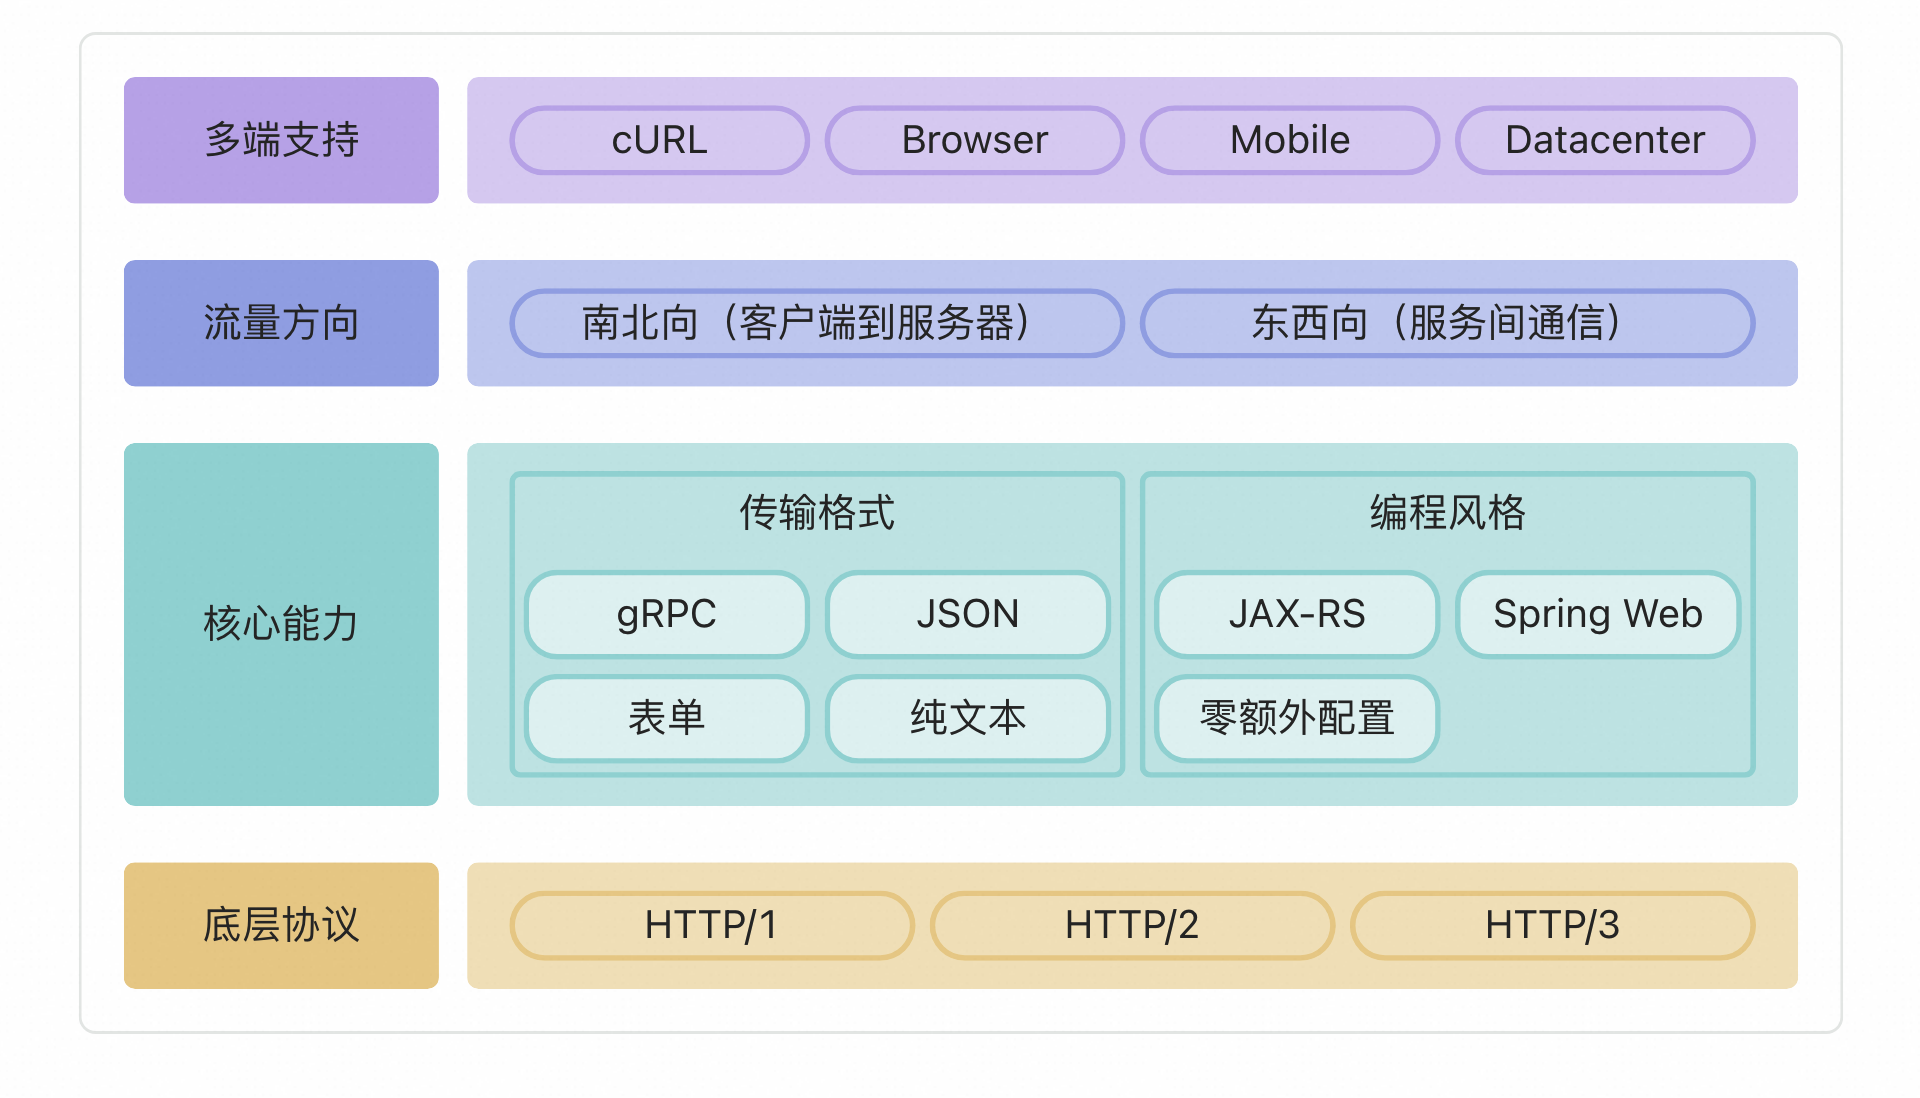 多端支持
cURL
Browser
Mobile
Datacenter
流量方向
南北向（客户端到服务器）
东西向（服务间通信）
核心能力
传输格式
gRPC
JSON
表单
纯文本
编程风格
JAX-RS
Spring Web
零额外配置
底层协议
HTTP/1
HTTP/2
HTTP/3